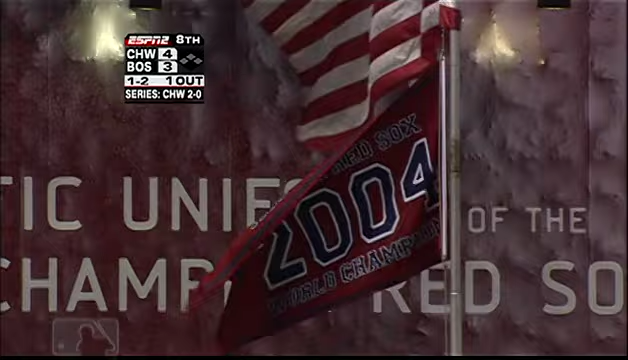 ESPN2 8TH
CHW 4
BOS 3
1-2 1 OUT
SERIES: CHW 2-0
RED SOX
2004
WORLD CHAMPION
TIC UNIF
OF THE
CHAMP
RED SO